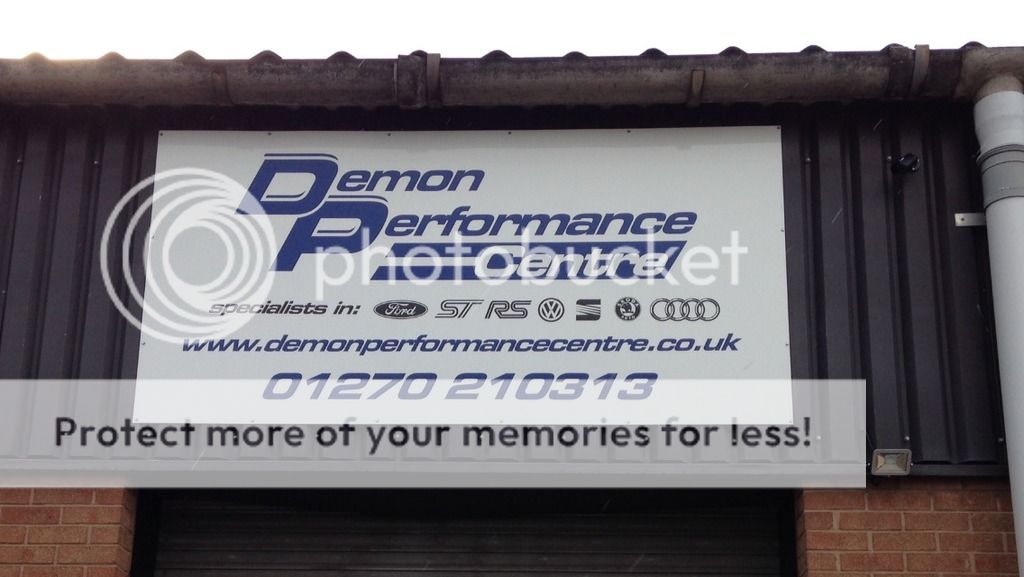 Demon
Performance
Centre
photobucket
specialists in: Ford ST RS VW
www.demonperformancecentre.co.uk
01270 210313
Protect more of your memories for less!